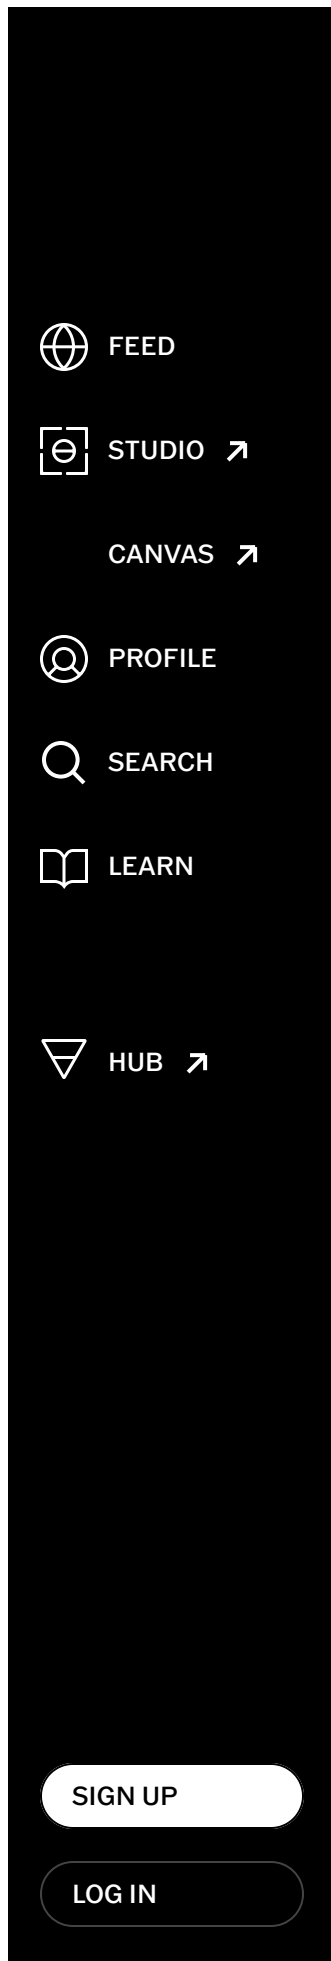 FEED
STUDIO
CANVAS
PROFILE
SEARCH
LEARN
HUB
SIGN UP
LOG IN